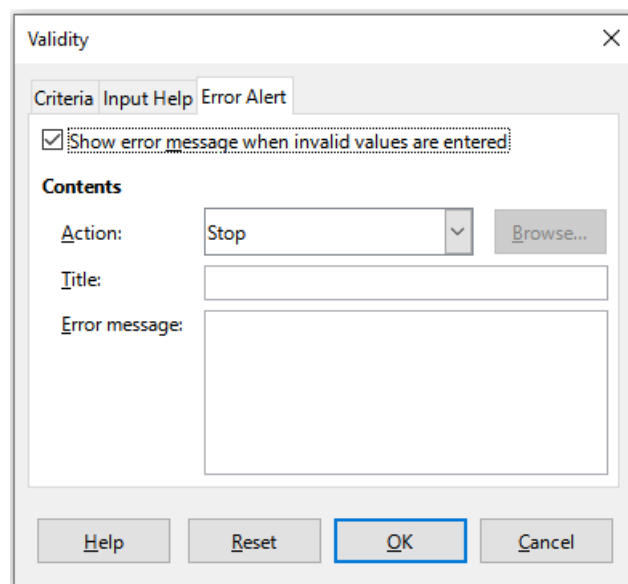 Validity
Criteria Input Help Error Alert
Show error message when invalid values are entered
Contents
Action: Stop Browse...
Title:
Error message:
Help Reset OK Cancel